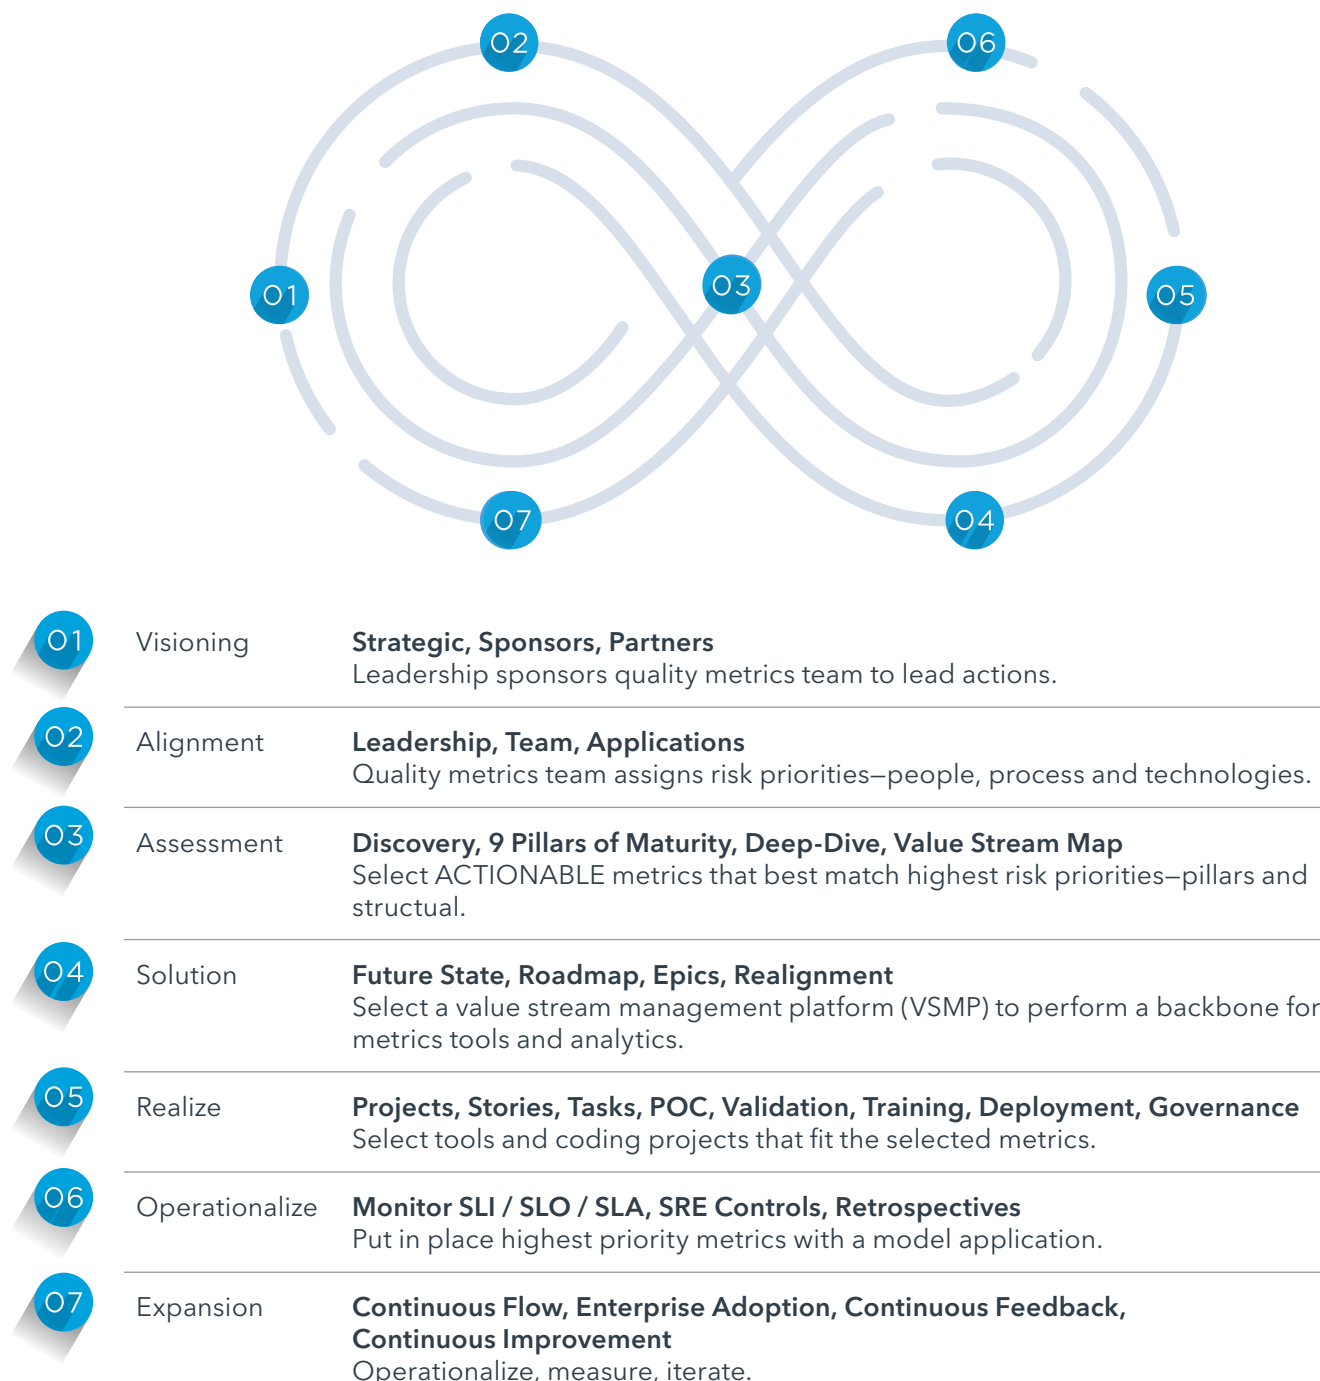 02
06
01
03
05
07
04
01
Visioning
Strategic, Sponsors, Partners
Leadership sponsors quality metrics team to lead actions.
02
Alignment
Leadership, Team, Applications
Quality metrics team assigns risk priorities—people, process and technologies.
03
Assessment
Discovery, 9 Pillars of Maturity, Deep-Dive, Value Stream Map
Select ACTIONABLE metrics that best match highest risk priorities—pillars and
structual.
04
Solution
Future State, Roadmap, Epics, Realignment
Select a value stream management platform (VSMP) to perform a backbone for
metrics tools and analytics.
05
Realize
Projects, Stories, Tasks, POC, Validation, Training, Deployment, Governance
Select tools and coding projects that fit the selected metrics.
06
Operationalize
Monitor SLI / SLO / SLA, SRE Controls, Retrospectives
Put in place highest priority metrics with a model application.
07
Expansion
Continuous Flow, Enterprise Adoption, Continuous Feedback,
Continuous Improvement
Operationalize, measure, iterate.